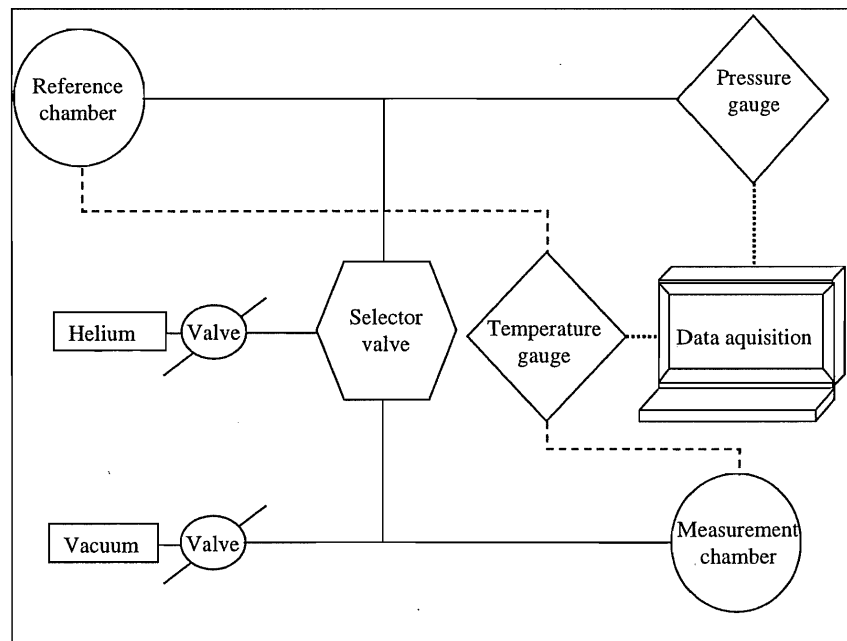 Reference
chamber
Pressure
gauge
Helium
Valve
Selector
valve
Temperature
gauge
Data aquisition
Vacuum
Valve
Measurement
chamber